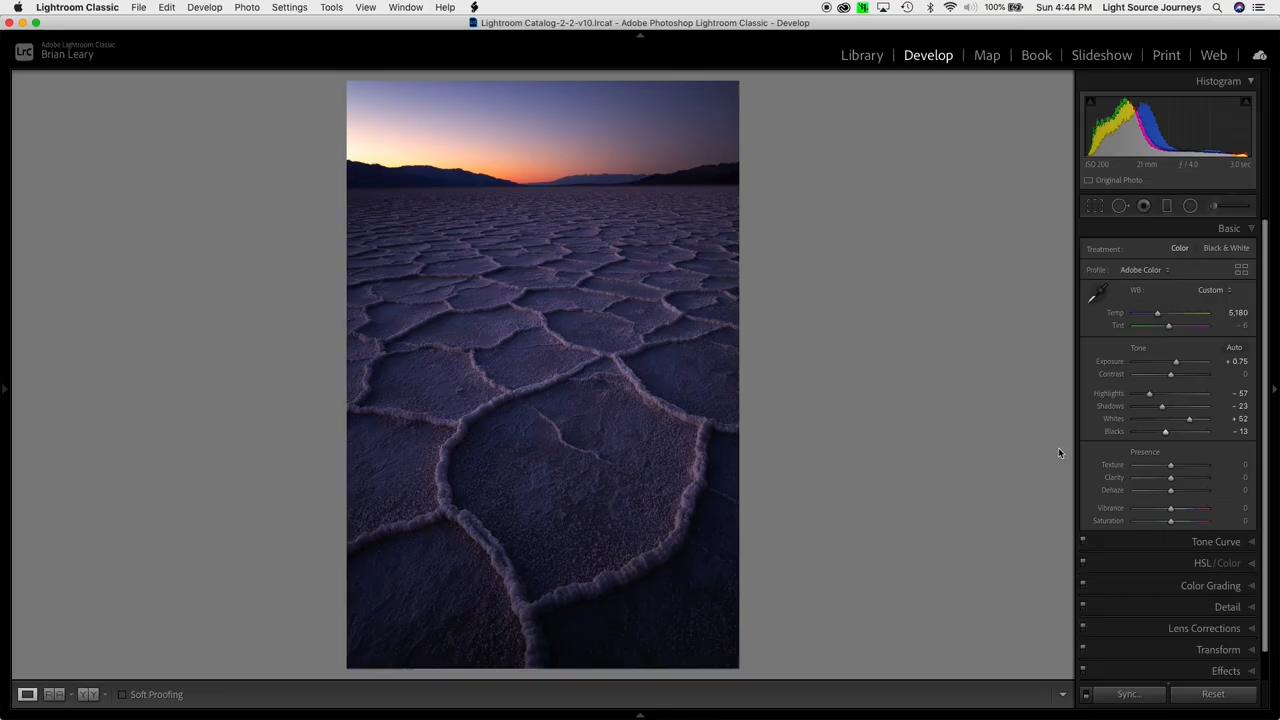 Lightroom Classic File Edit Develop Photo Settings Tools View Window Help 100% Sun 4:44 PM Light Source Journeys
Lightroom Catalog-2-2-v10.lrcat - Adobe Photoshop Lightroom Classic - Develop
Lrc
Adobe Lightroom Classic
Brian Leary
Library | Develop | Map | Book | Slideshow | Print | Web
Histogram
ISO 200 21 mm ƒ / 4.0 3.0 sec
Original Photo
Basic
Treatment: Color Black & White
Profile: Adobe Color
WB: Custom
Temp 5,180
Tint - 6
Tone Auto
Exposure + 0.75
Contrast 0
Highlights - 57
Shadows - 23
Whites + 52
Blacks - 13
Presence
Texture 0
Clarity 0
Dehaze 0
Vibrance 0
Saturation 0
Tone Curve
HSL / Color
Color Grading
Detail
Lens Corrections
Transform
Effects
Soft Proofing
Sync... Reset